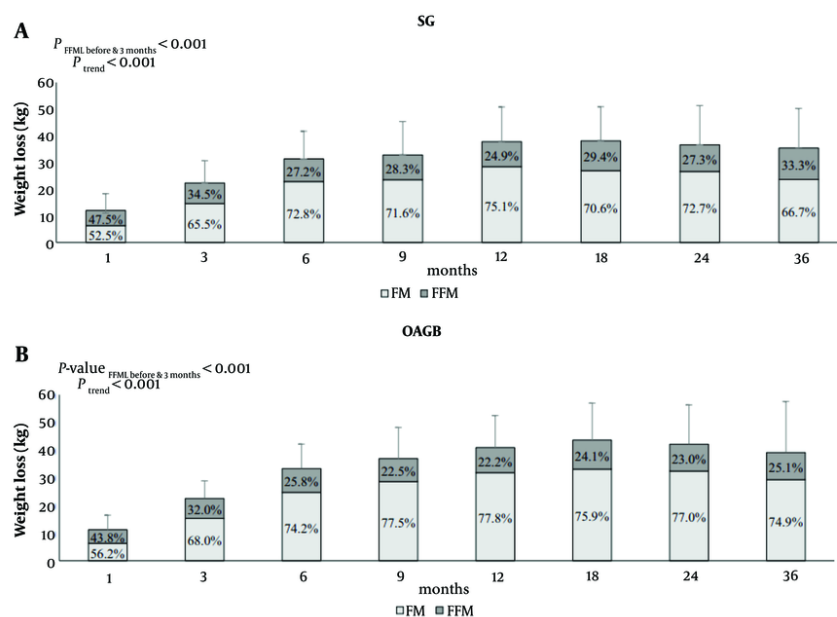 SG
A
P FFML before & 3 months < 0.001
P trend < 0.001
Weight loss (kg)
60
50
40
30
20
10
0
47.5% 34.5% 27.2% 28.3% 24.9% 29.4% 27.3% 33.3%
52.5% 65.5% 72.8% 71.6% 75.1% 70.6% 72.7% 66.7%
1 3 6 9 12 18 24 36
months
FM FFM
OAGB
B
P-value FFML before & 3 months < 0.001
P trend < 0.001
Weight loss (kg)
60
50
40
30
20
10
0
43.8% 32.0% 25.8% 22.5% 22.2% 24.1% 23.0% 25.1%
56.2% 68.0% 74.2% 77.5% 77.8% 75.9% 77.0% 74.9%
1 3 6 9 12 18 24 36
months
FM FFM